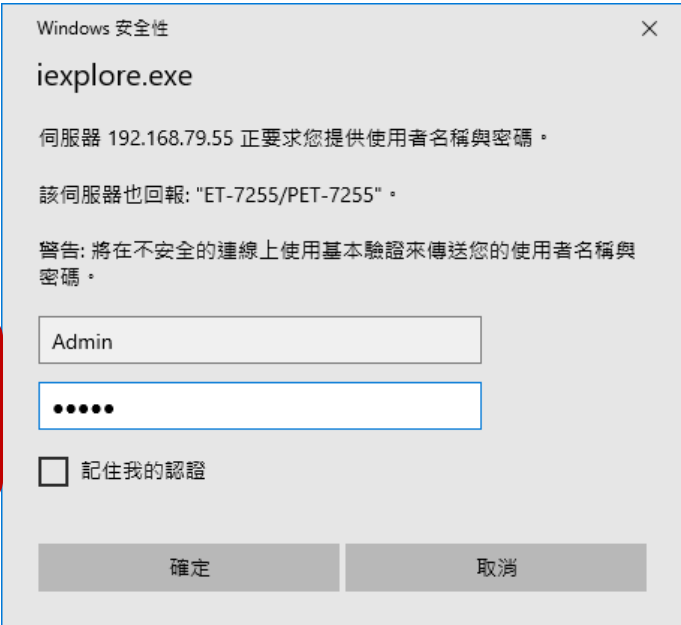 Windows 安全性
iexplore.exe
伺服器 192.168.79.55 正要求您提供使用者名稱與密碼。
該伺服器也回報: "ET-7255/PET-7255"。
警告: 將在不安全的連線上使用基本驗證來傳送您的使用者名稱與
密碼。
Admin
●●●●●
記住我的認證
確定
取消